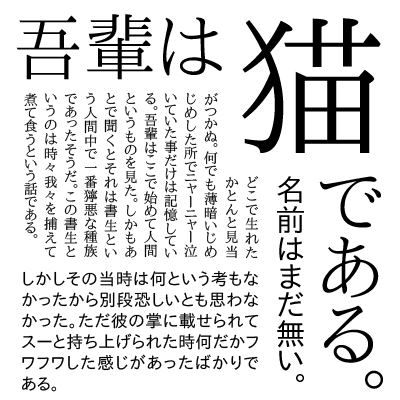 吾輩は
猫である。
名前はまだ無い。
どこで生れた
かとんと見当
がつかぬ。何でも薄暗いじめ
じめした所でニャーニャー泣
いていた事だけは記憶してい
る。吾輩はここで始めて人間
というものを見た。しかもあ
とで聞くとそれは書生とい
う人間中で一番獰悪な種族
であったそうだ。この書生と
いうのは時々我々を捕えて
煮て食うという話である。
しかしその当時は何という考もな
かったから別段恐しいとも思わな
かった。ただ彼の掌に載せられて
スーと持ち上げられた時何だかフ
ワフワした感じがあったばかりで
ある。